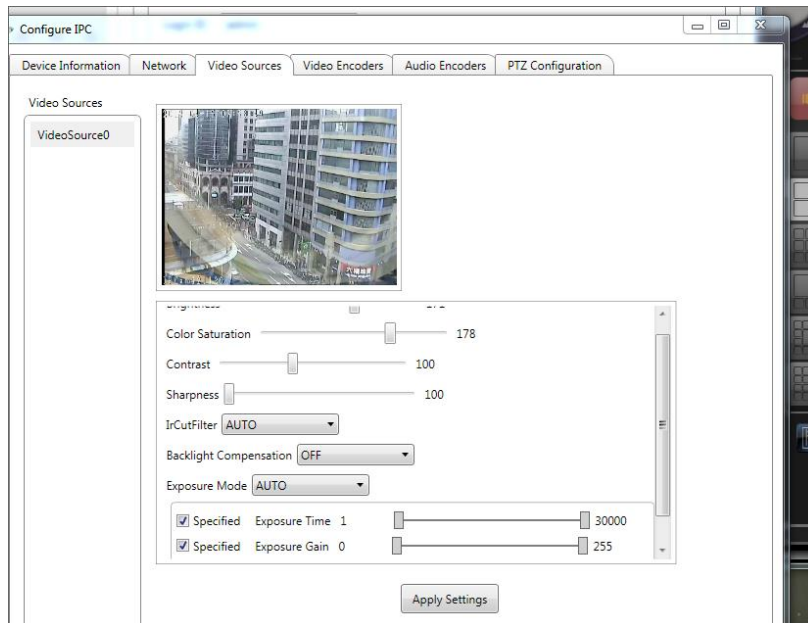 Configure IPC
Device Information Network Video Sources Video Encoders Audio Encoders PTZ Configuration
Video Sources
VideoSource0
Color Saturation 178
Contrast 100
Sharpness 100
IrCutFilter AUTO
Backlight Compensation OFF
Exposure Mode AUTO
Specified Exposure Time 1 30000
Specified Exposure Gain 0 255
Apply Settings